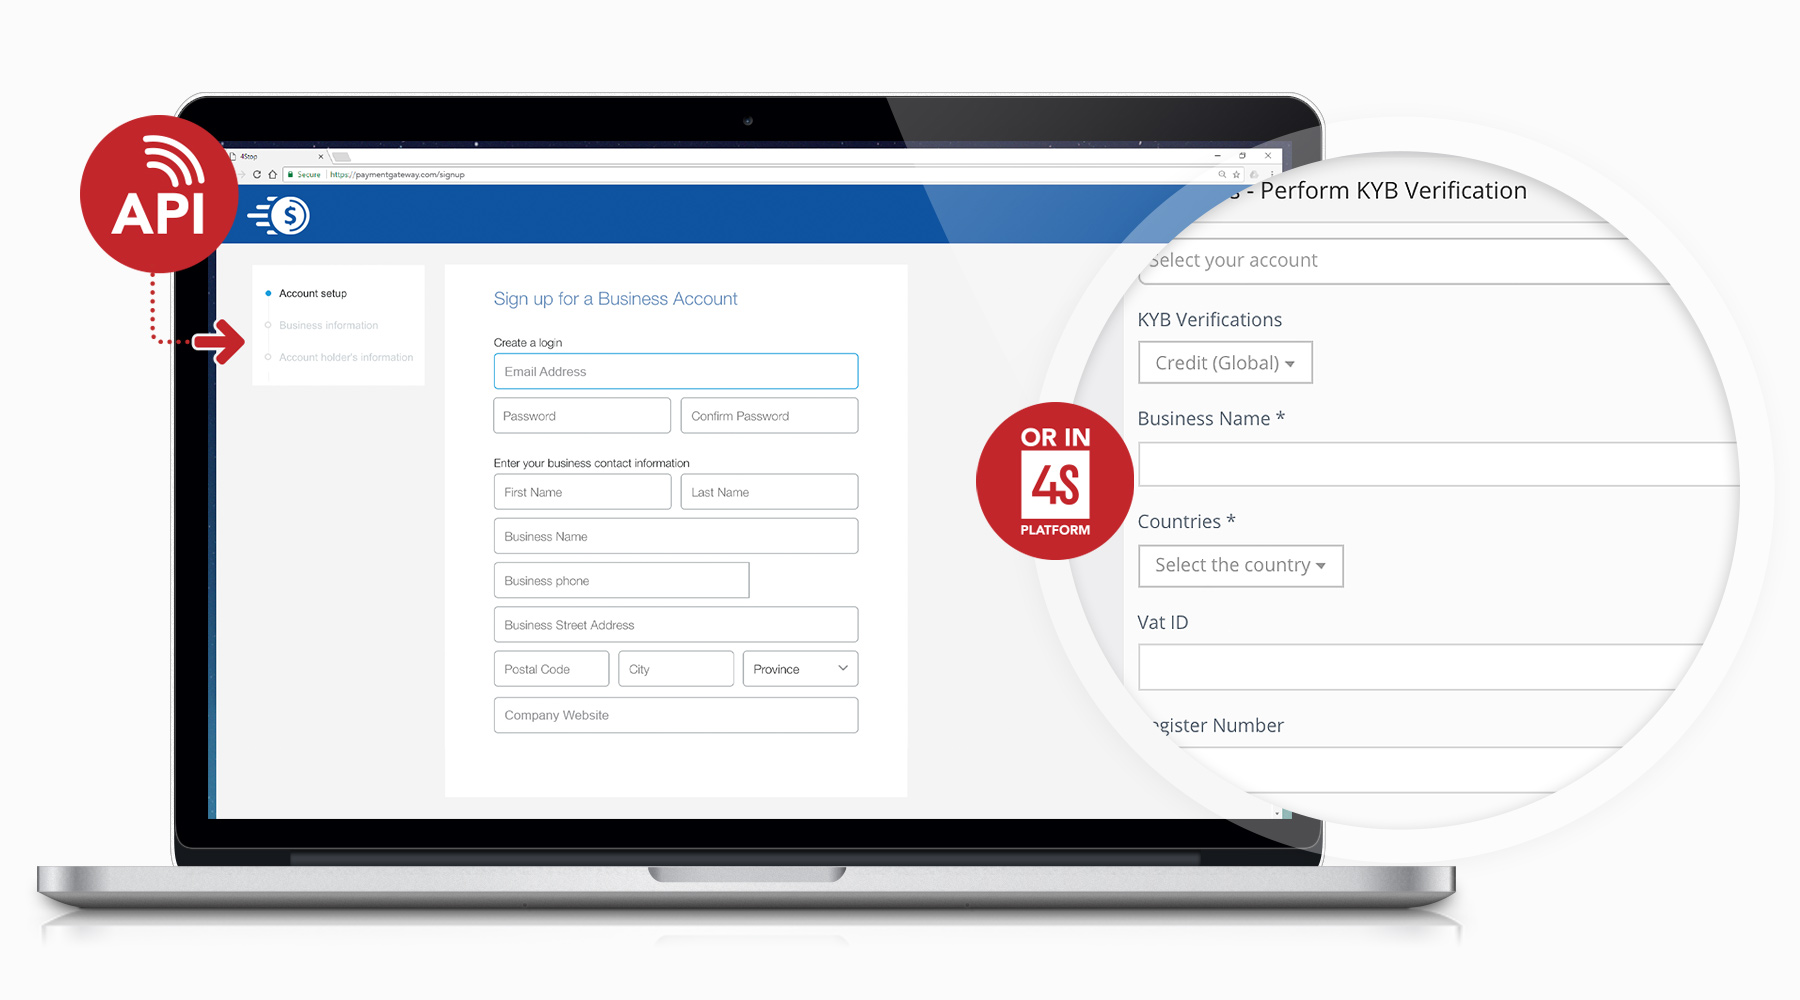 API
4Stop
Secure
https://paymentgateway.com/signup
$
Account setup
Business information
Account holder's information
Sign up for a Business Account
Create a login
Email Address
Password
Confirm Password
Enter your business contact information
First Name
Last Name
Business Name
Business phone
Business Street Address
Postal Code
City
Province
Company Website
OR IN
4S
PLATFORM
- Perform KYB Verification
Select your account
KYB Verifications
Credit (Global)
Business Name *
Countries *
Select the country
Vat ID
Number